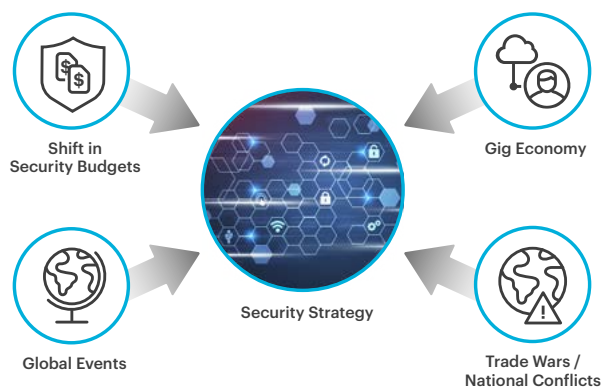 $
$
Shift in
Security Budgets
Gig Economy
Security Strategy
Global Events
Trade Wars /
National Conflicts